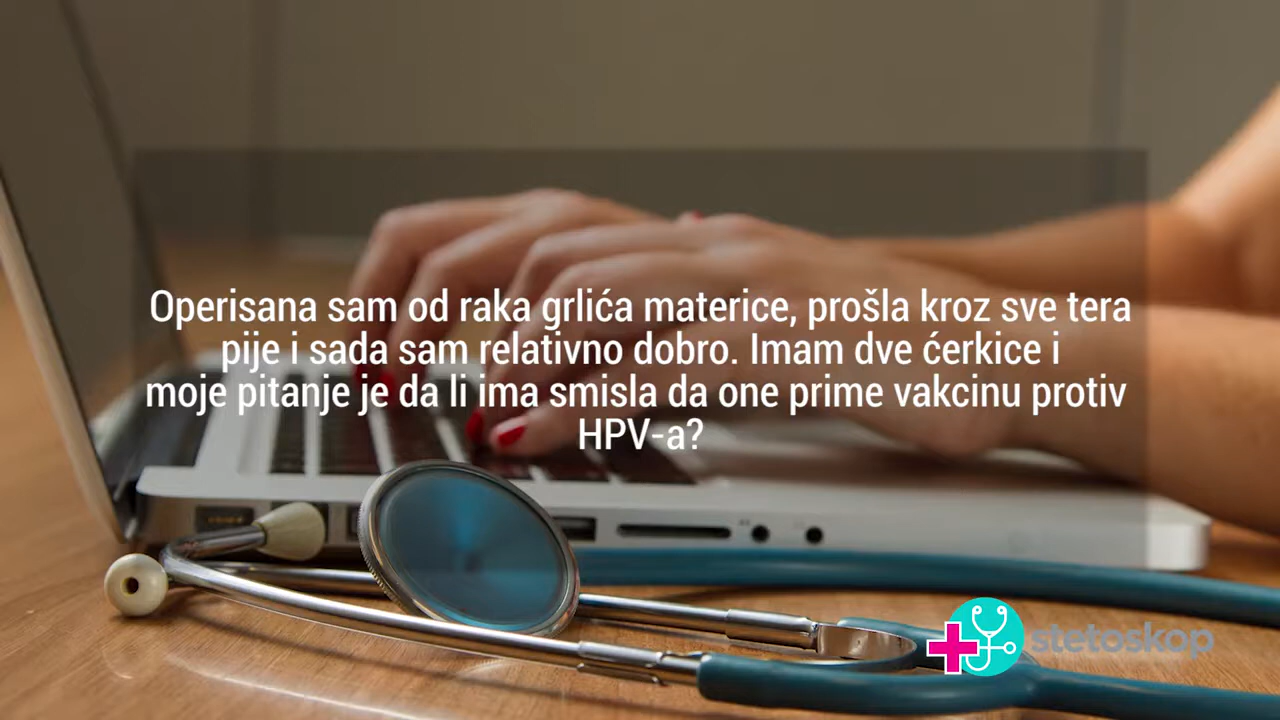 Operisana sam od raka grlića materice, prošla kroz sve tera
pije i sada sam relativno dobro. Imam dve ćerkice i
moje pitanje je da li ima smisla da one prime vakcinu protiv
HPV-a?
stetoskop